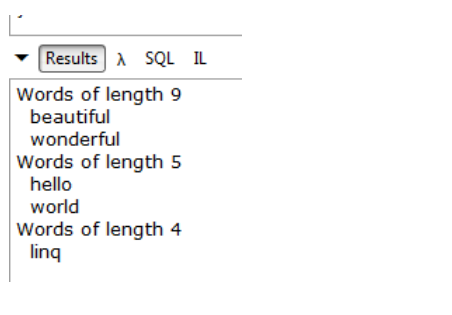 Results λ SQL IL
Words of length 9
beautiful
wonderful
Words of length 5
hello
world
Words of length 4
linq